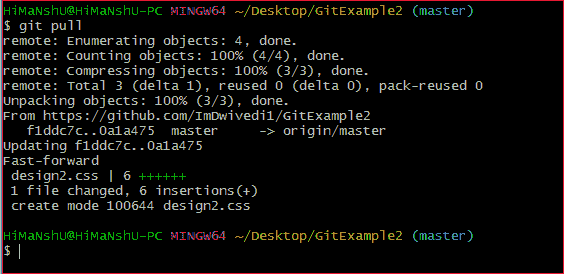 HiMaNshU@HiMaNshU-PC MINGW64 ~/Desktop/GitExample2 (master)
$ git pull
remote: Enumerating objects: 4, done.
remote: Counting objects: 100% (4/4), done.
remote: Compressing objects: 100% (3/3), done.
remote: Total 3 (delta 1), reused 0 (delta 0), pack-reused 0
Unpacking objects: 100% (3/3), done.
From https://github.com/ImDwivedi1/GitExample2
   f1ddc7c..0a1a475  master     -> origin/master
Updating f1ddc7c..0a1a475
Fast-forward
 design2.css | 6 ++++++
 1 file changed, 6 insertions(+)
 create mode 100644 design2.css
HiMaNshU@HiMaNshU-PC MINGW64 ~/Desktop/GitExample2 (master)
$